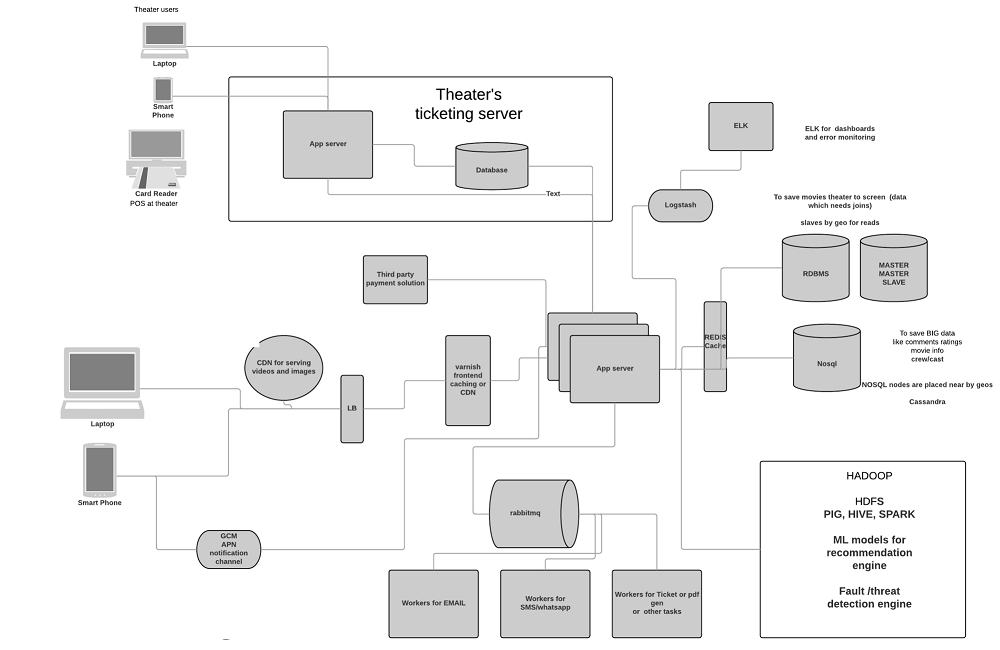 Theater users
Laptop
Smart
Phone
Card Reader
POS at theater
Theater's
ticketing server
App server
Database
Text
ELK
ELK for dashboards
and error monitoring
Logstash
To save movies theater to screen (data
which needs joins)
slaves by geo for reads
RDBMS
MASTER
MASTER
SLAVE
Third party
payment solution
REDIS
Cache
Nosql
To save BIG data
like comments ratings
movie info
crew/cast
NOSQL nodes are placed near by geos
Cassandra
CDN for serving
videos and images
LB
varnish
frontend
caching or
CDN
App server
Laptop
Smart Phone
GCM
APN
notification
channel
rabbitmq
Workers for EMAIL
Workers for
SMS/whatsapp
Workers for Ticket or pdf
gen
or other tasks
HADOOP
HDFS
PIG, HIVE, SPARK
ML models for
recommendation
engine
Fault /threat
detection engine